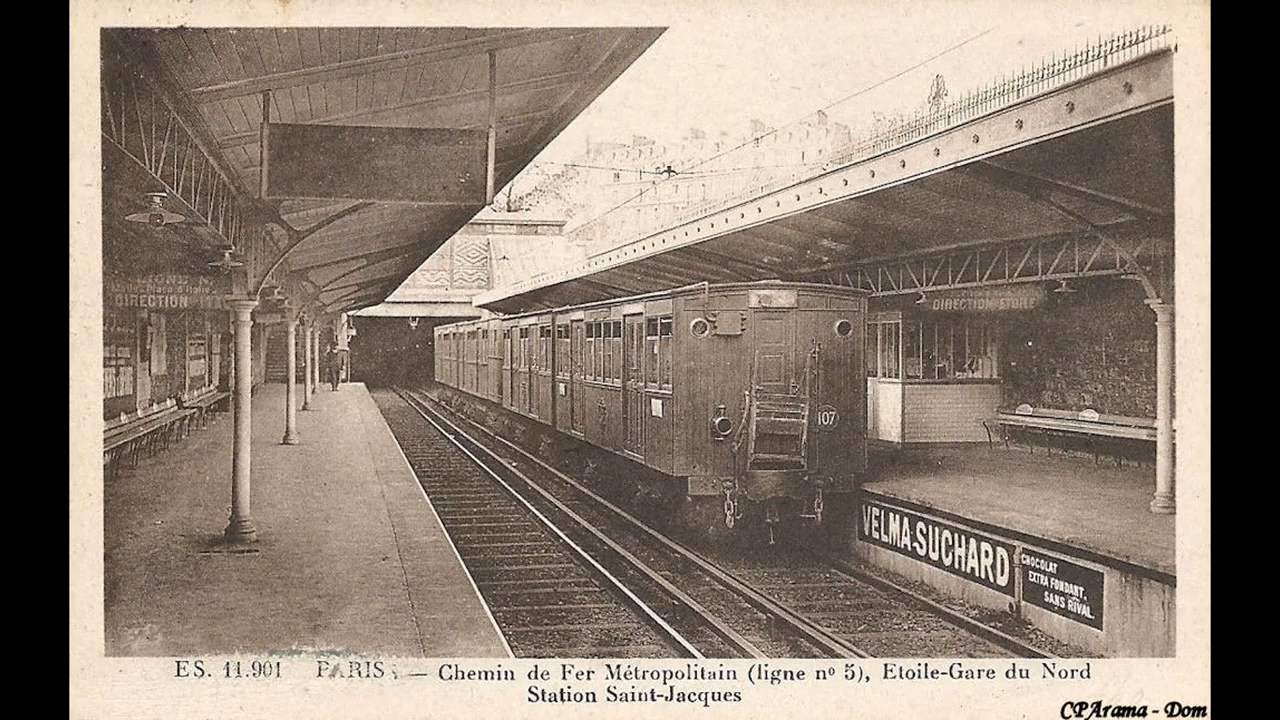 DIRECTION
DIRECTION ETOILE
107
VELMA-SUCHARD
CHOCOLAT
EXTRA FONDANT.
SANS RIVAL.
ES. 11.901 PARIS. — Chemin de Fer Métropolitain (ligne nº 5), Etoile-Gare du Nord
Station Saint-Jacques
CPArama - Dom